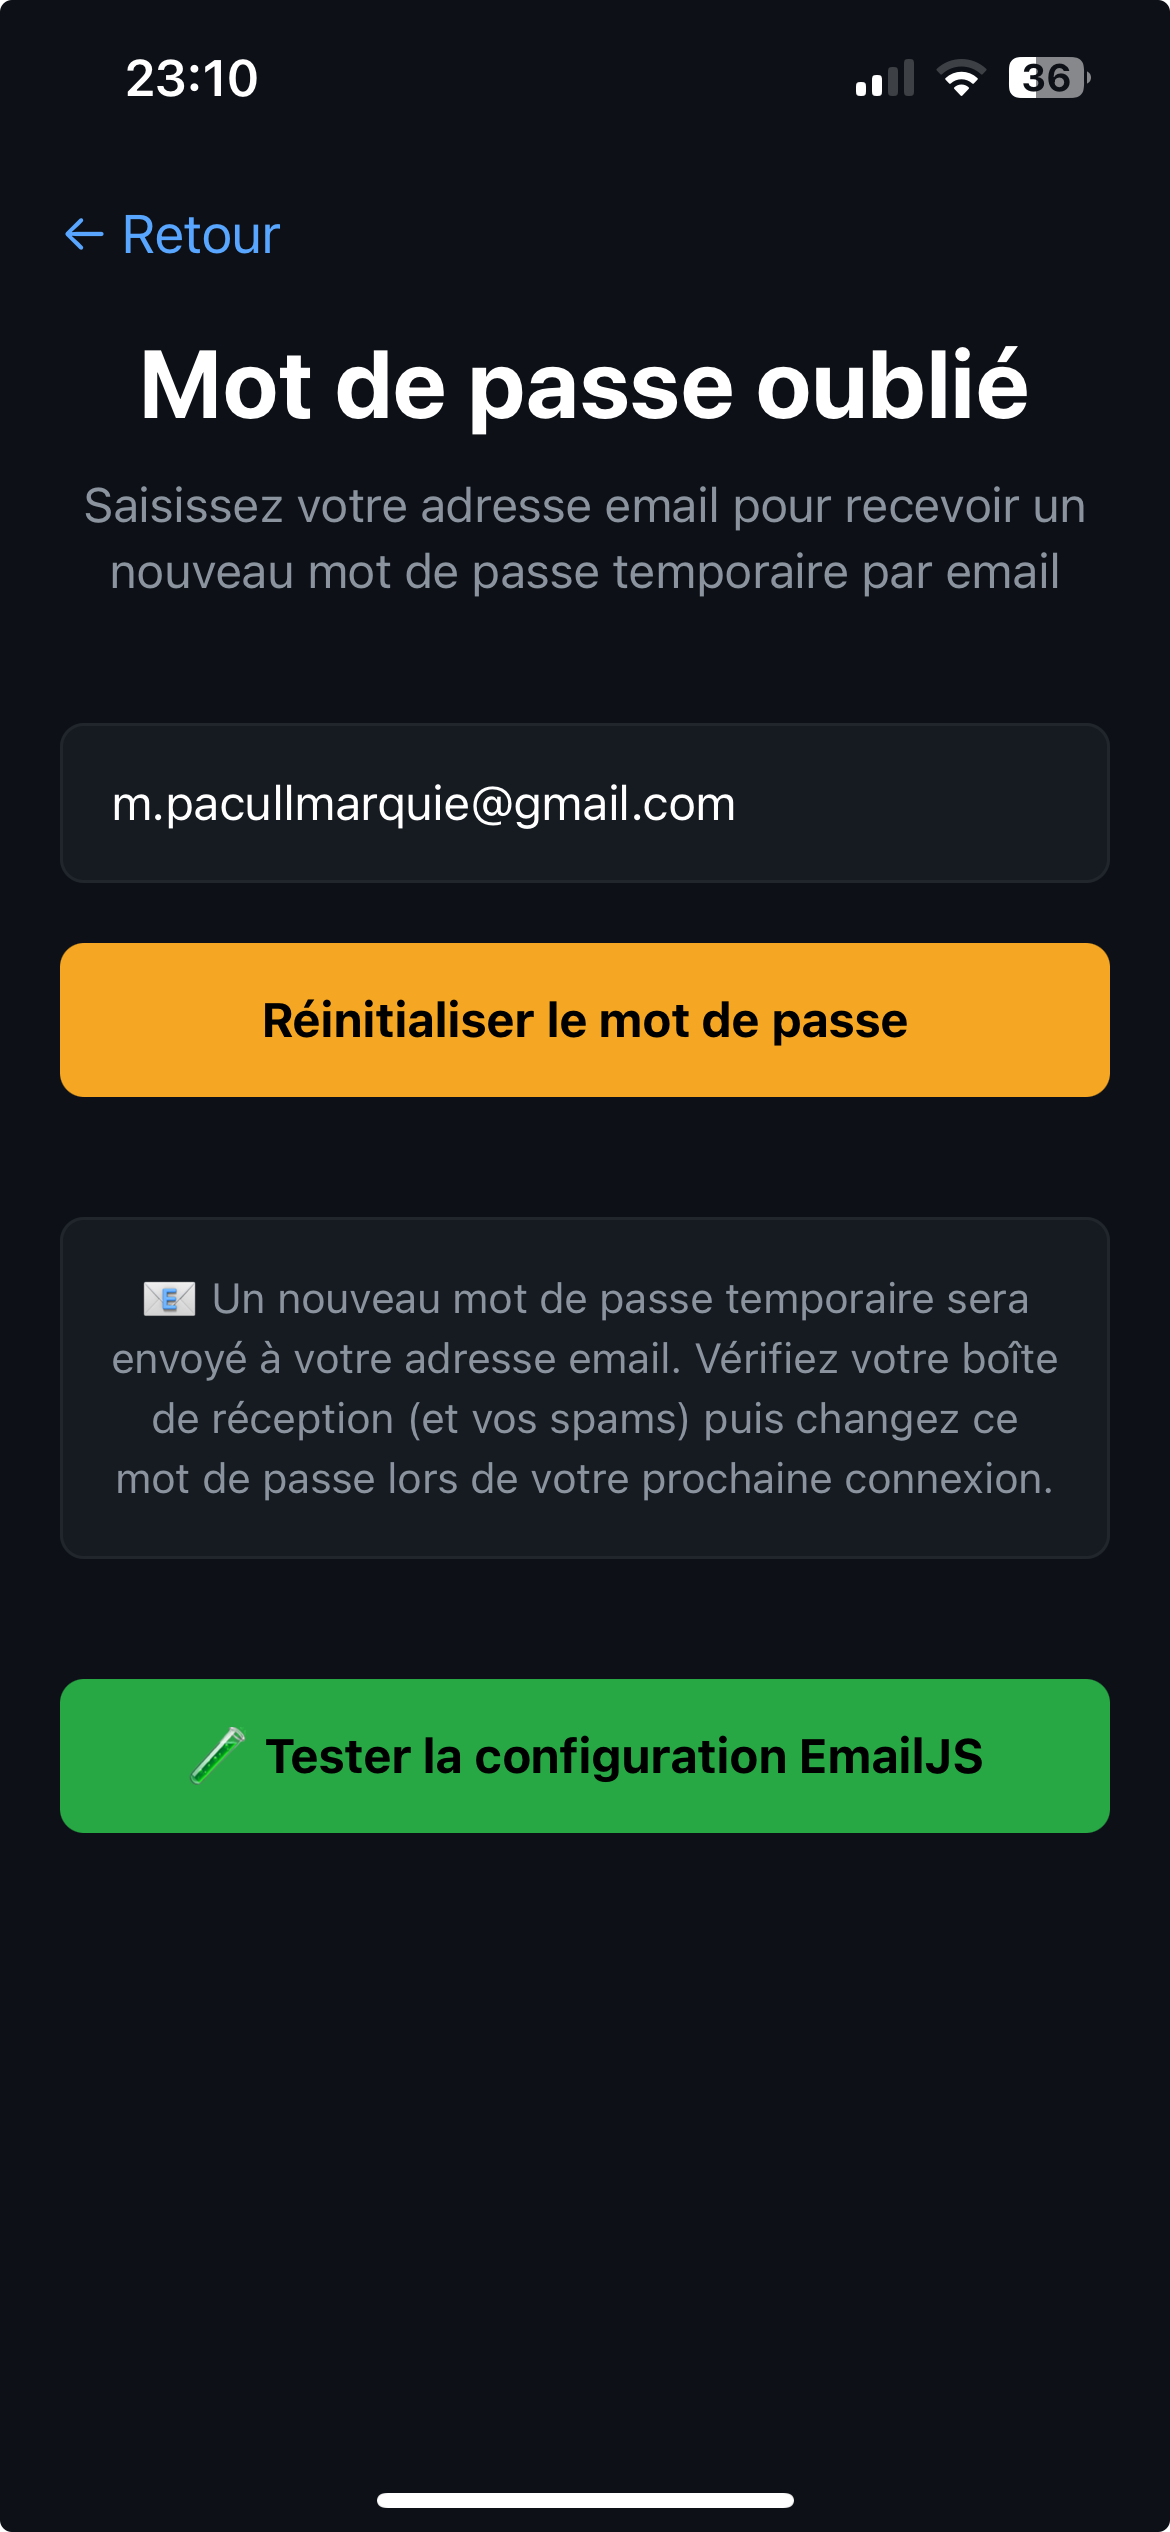 23:10
36
← Retour
Mot de passe oublié
Saisissez votre adresse email pour recevoir un
nouveau mot de passe temporaire par email
m.pacullmarquie@gmail.com
Réinitialiser le mot de passe
📧 Un nouveau mot de passe temporaire sera
envoyé à votre adresse email. Vérifiez votre boîte
de réception (et vos spams) puis changez ce
mot de passe lors de votre prochaine connexion.
🧪 Tester la configuration EmailJS